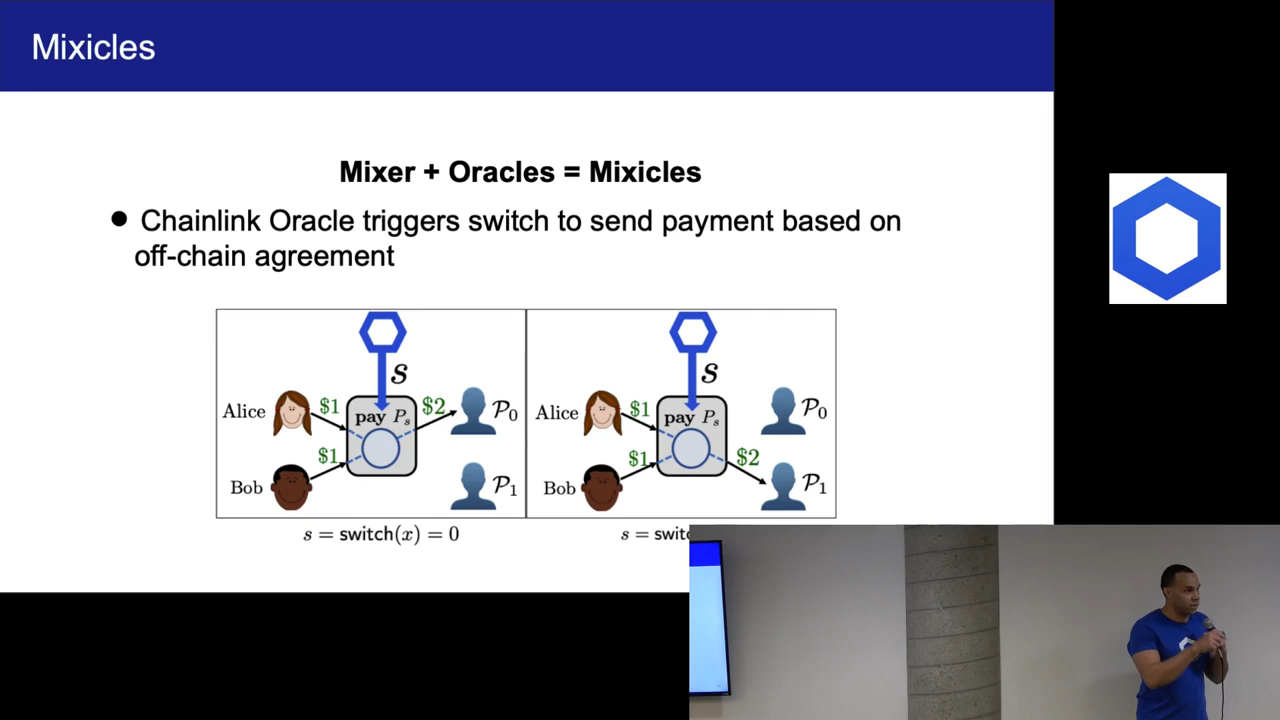 Mixicles
Mixer + Oracles = Mixicles
● Chainlink Oracle triggers switch to send payment based on
off-chain agreement
s
s
Alice $1 pay Pₛ $2 𝒫₀
Alice $1 pay Pₛ 𝒫₀
Bob $1 𝒫₁
Bob $1 $2 𝒫₁
s = switch(x) = 0
s =